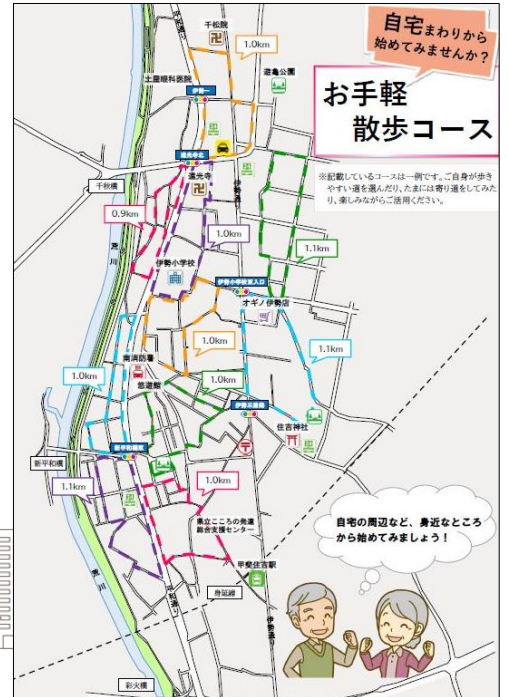 自宅まわりから
始めてみませんか？
お手軽
散歩コース
※記載しているコースは一例です。ご自身が歩き
やすい道を選んだり、たまには寄り道をしてみた
り、楽しみながらご活用ください。
平和通り
千松院
1.0km
土屋眼科医院
遊亀公園
伊勢一
遠光寺北
千秋橋
遠光寺
伊勢通り
0.9km
荒川
1.0km
1.1km
伊勢小学校
伊勢小学校東入口
オギノ伊勢店
1.0km
1.1km
南消防署
1.0km
悠遊館
1.0km
住吉神社
新平和橋
1.1km
1.0km
県立こころの発達
総合支援センター
自宅の周辺など、身近なところ
から始めてみましょう！
甲斐住吉駅
身延線
荒川
平和通り
伊勢通り
彩火橋